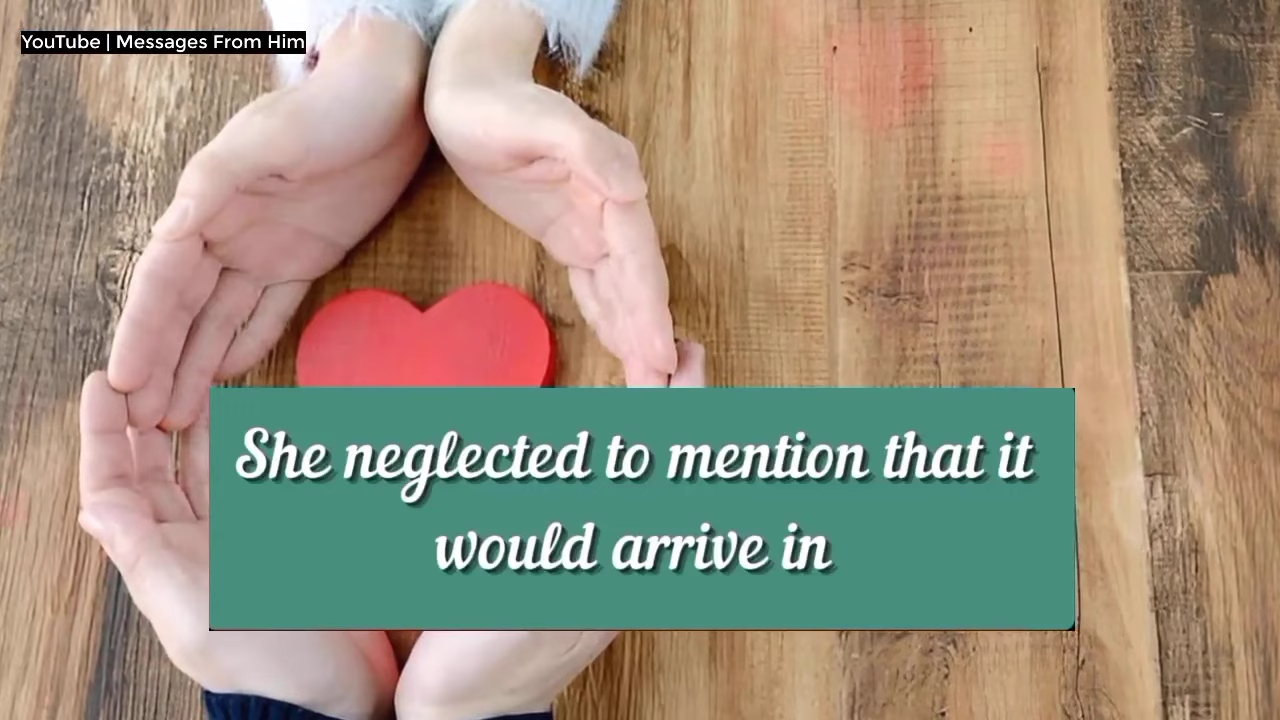 YouTube | Messages From Him
She neglected to mention that it
would arrive in